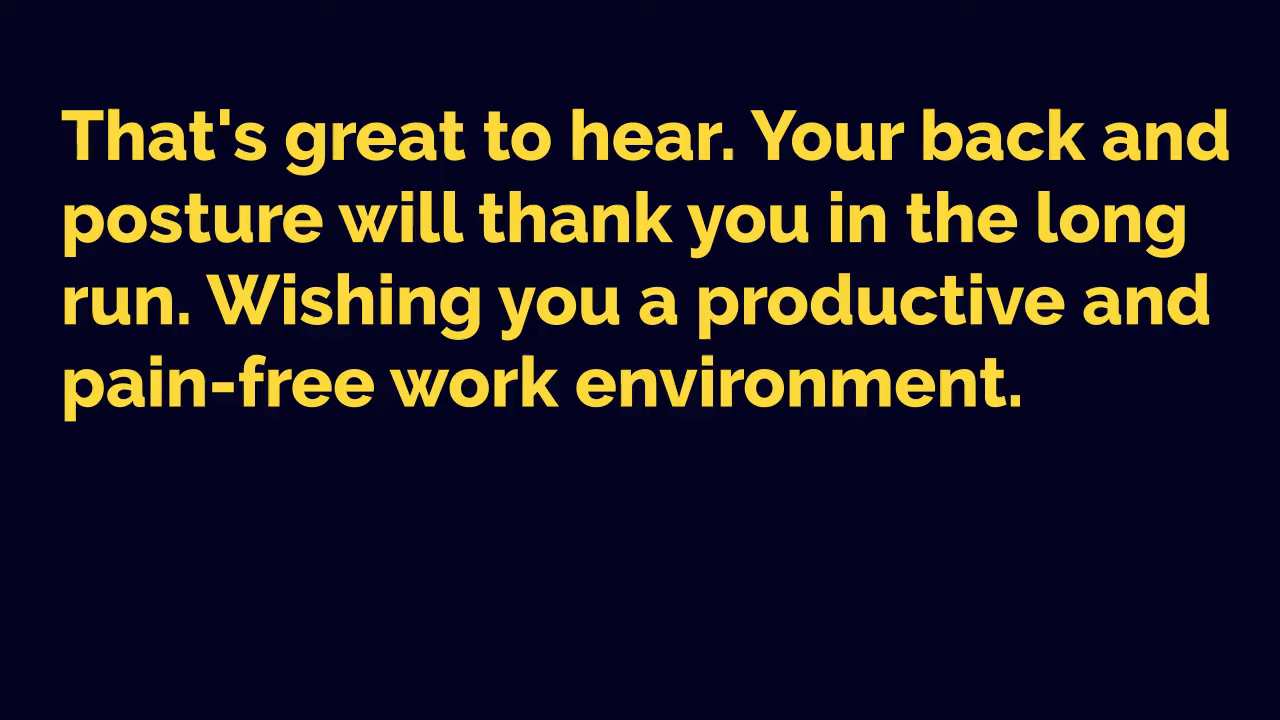 That's great to hear. Your back and
posture will thank you in the long
run. Wishing you a productive and
pain-free work environment.